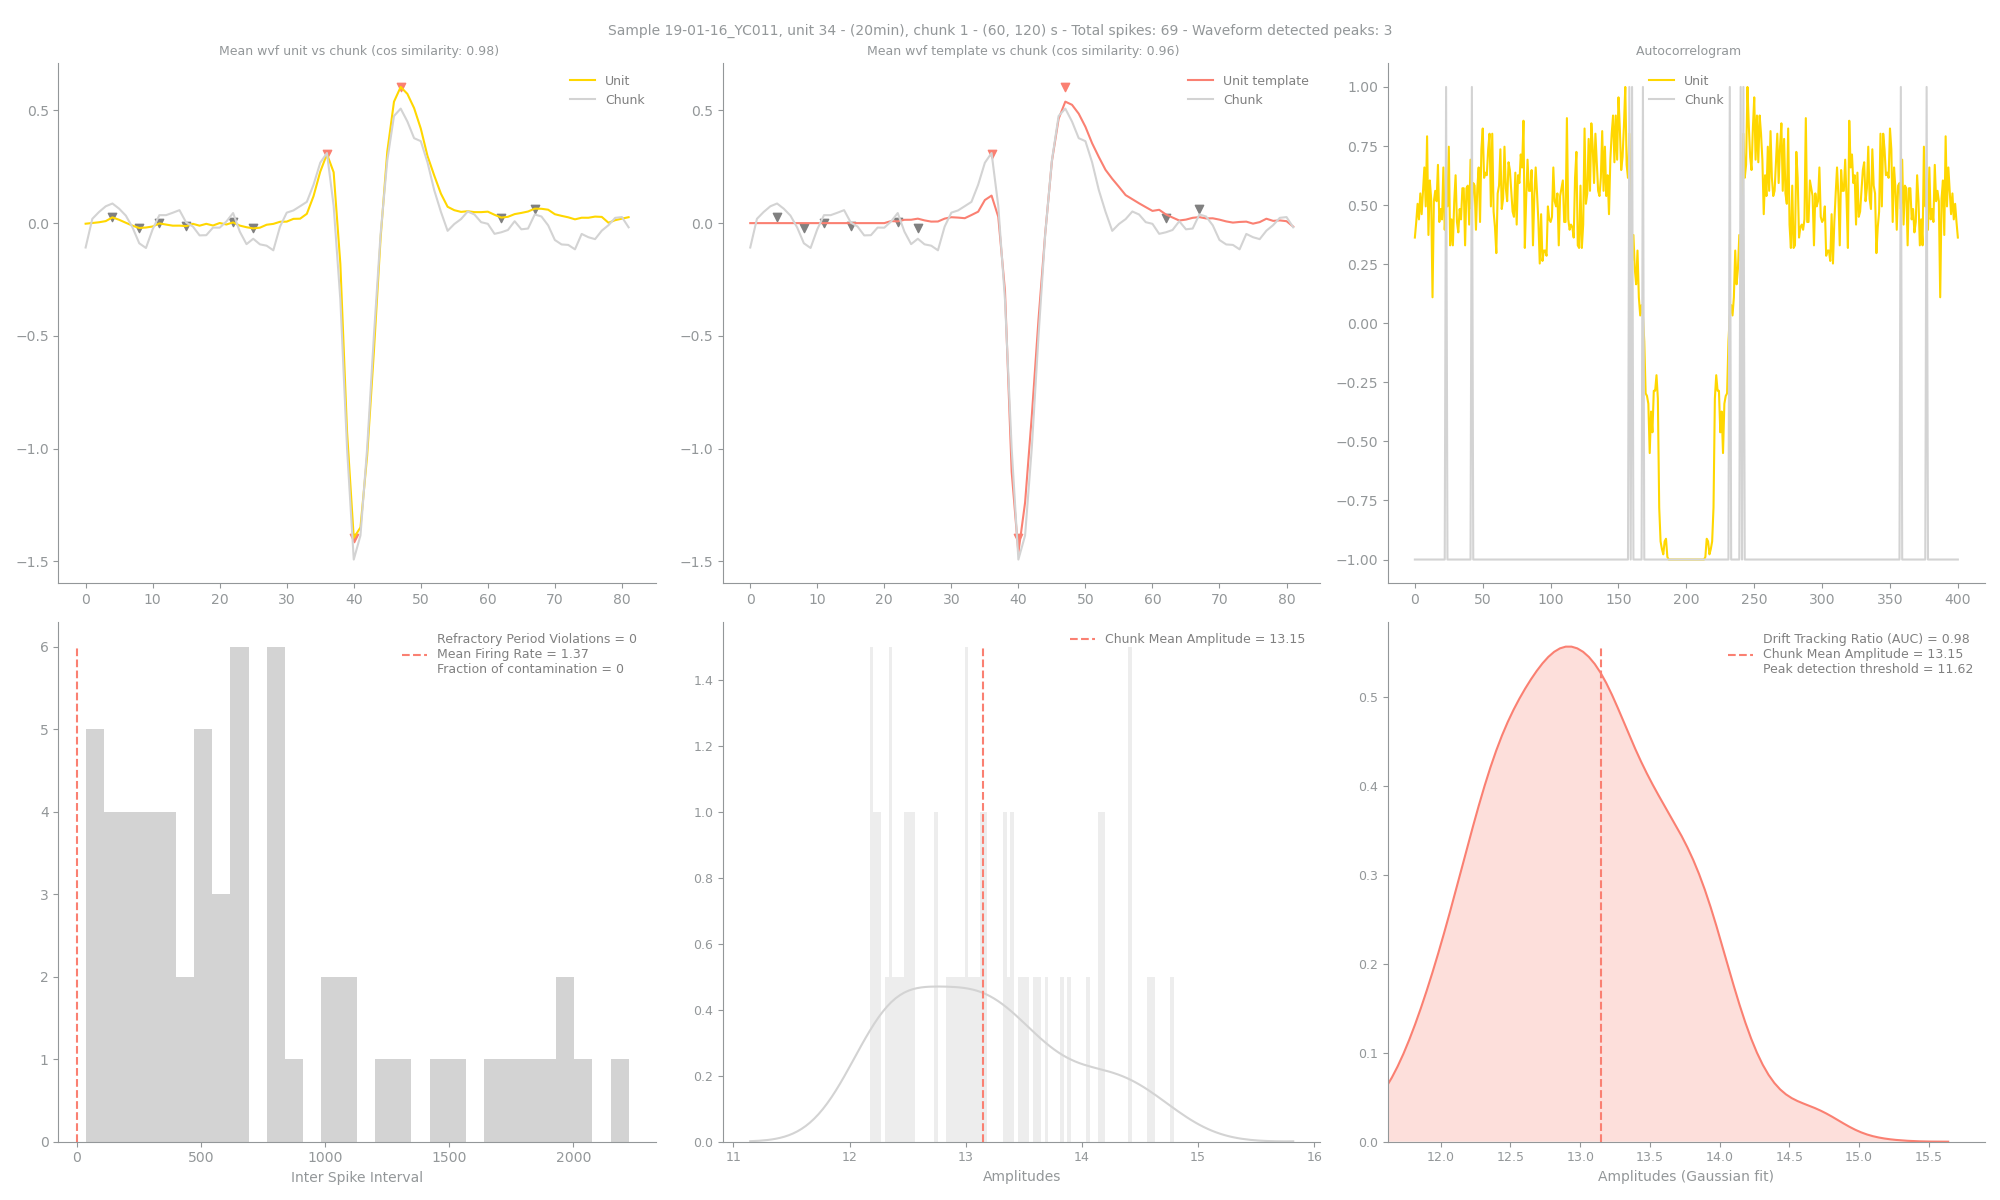 Sample 19-01-16_YC011, unit 34 - (20min), chunk 1 - (60, 120) s - Total spikes: 69 - Waveform detected peaks: 3
Mean wvf unit vs chunk (cos similarity: 0.98)
Unit
Chunk
0.5
0.0
−0.5
−1.0
−1.5
0 10 20 30 40 50 60 70 80
Mean wvf template vs chunk (cos similarity: 0.96)
Unit template
Chunk
0.5
0.0
−0.5
−1.0
−1.5
0 10 20 30 40 50 60 70 80
Autocorrelogram
Unit
Chunk
1.00
0.75
0.50
0.25
0.00
−0.25
−0.50
−0.75
−1.00
0 50 100 150 200 250 300 350 400
Refractory Period Violations = 0
Mean Firing Rate = 1.37
Fraction of contamination = 0
6
5
4
3
2
1
0
0 500 1000 1500 2000
Inter Spike Interval
Chunk Mean Amplitude = 13.15
1.4
1.2
1.0
0.8
0.6
0.4
0.2
0.0
11 12 13 14 15 16
Amplitudes
Drift Tracking Ratio (AUC) = 0.98
Chunk Mean Amplitude = 13.15
Peak detection threshold = 11.62
0.5
0.4
0.3
0.2
0.1
0.0
12.0 12.5 13.0 13.5 14.0 14.5 15.0 15.5
Amplitudes (Gaussian fit)